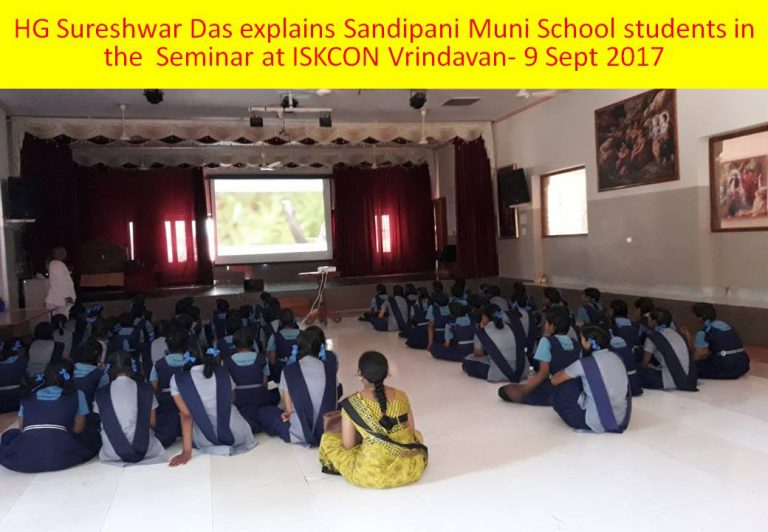 HG Sureshwar Das explains Sandipani Muni School students in
the  Seminar at ISKCON Vrindavan- 9 Sept 2017